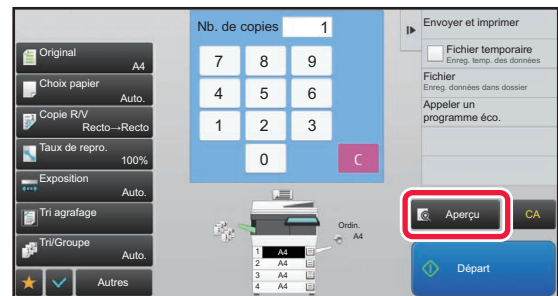 Original
A4
Choix papier
Auto.
Copie R/V
Recto→Recto
Taux de repro.
100%
Exposition
Auto.
Tri agrafage
Tri/Groupe
Auto.
Autres
Nb. de copies 1
7 8 9
4 5 6
1 2 3
0 C
Ordin.
A4
1 A4
2 A4
3 A4
4 A4
Envoyer et imprimer
Fichier temporaire
Enreg. temp. des données
Fichier
Enreg. données dans dossier
Appeler un
programme éco.
Aperçu
CA
Départ